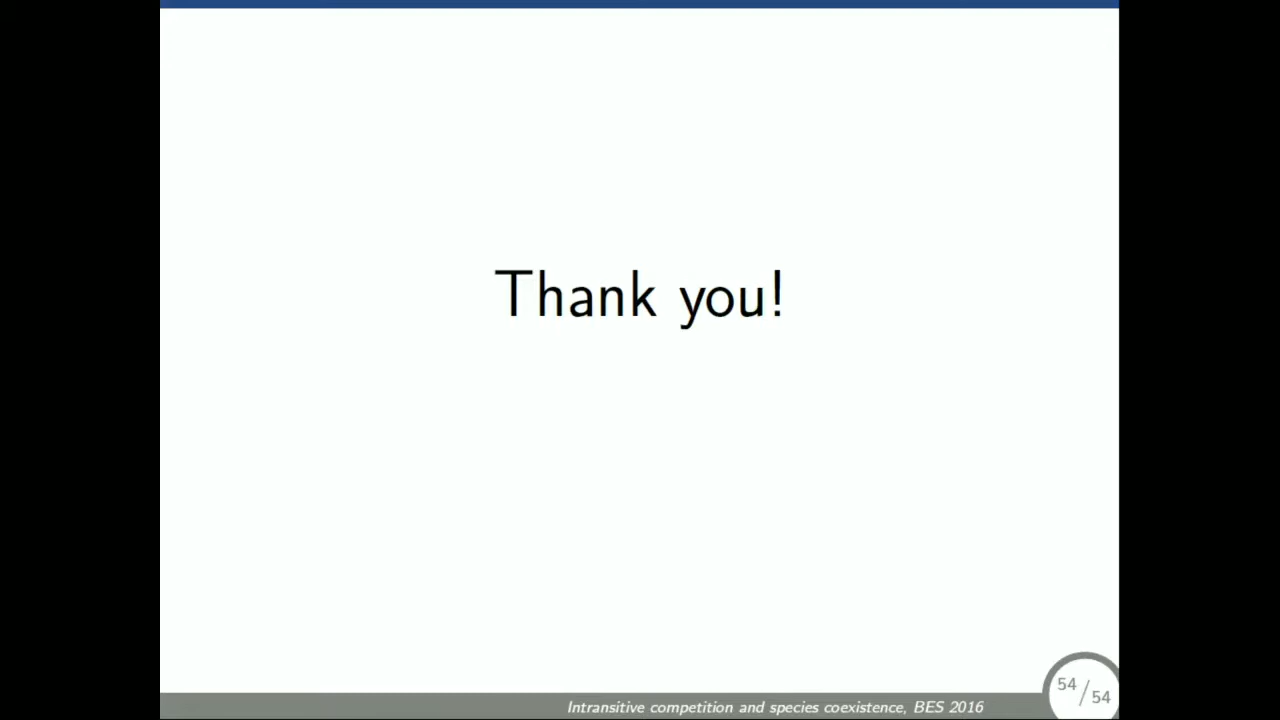 Thank you!
Intransitive competition and species coexistence, BES 2016
54/54